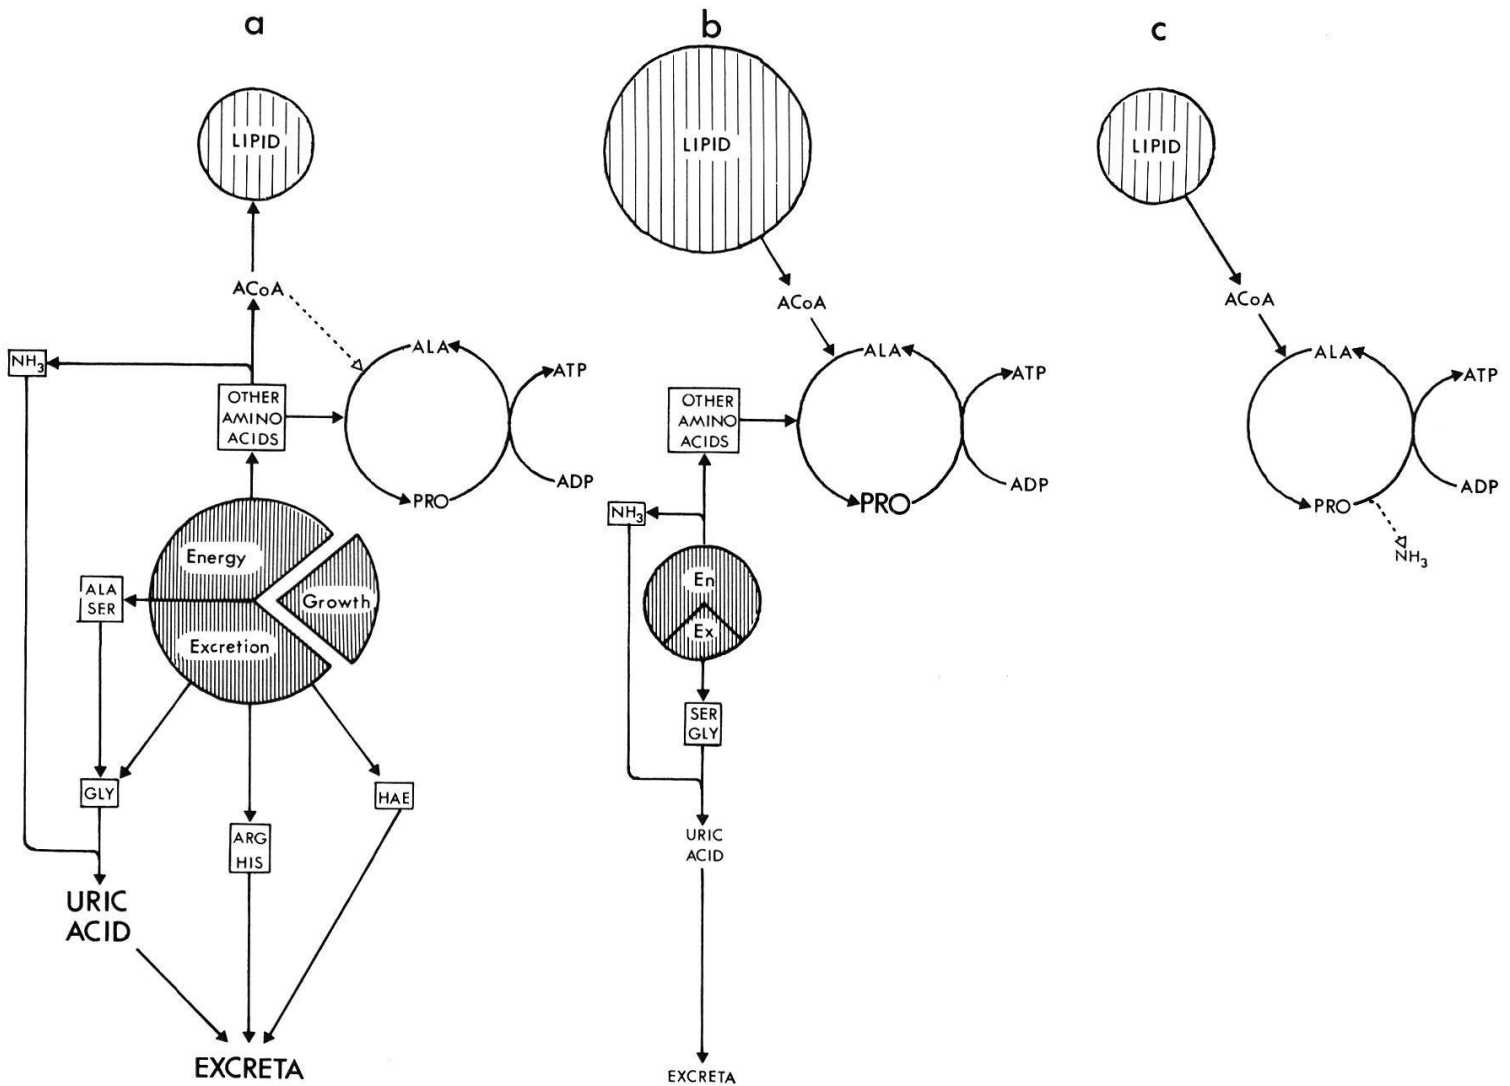 a
LIPID
ACoA
NH3
OTHER
AMINO
ACIDS
ALA
PRO
ATP
ADP
Energy
Growth
Excretion
ALA
SER
GLY
HAE
ARG
HIS
URIC
ACID
EXCRETA
b
LIPID
ACoA
OTHER
AMINO
ACIDS
ALA
PRO
ATP
ADP
NH3
En
Ex
SER
GLY
URIC
ACID
EXCRETA
c
LIPID
ACoA
ALA
PRO
ATP
ADP
NH3